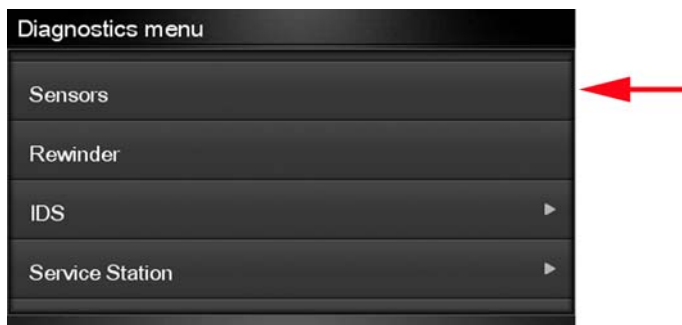 Diagnostics menu
Sensors
Rewinder
IDS
Service Station